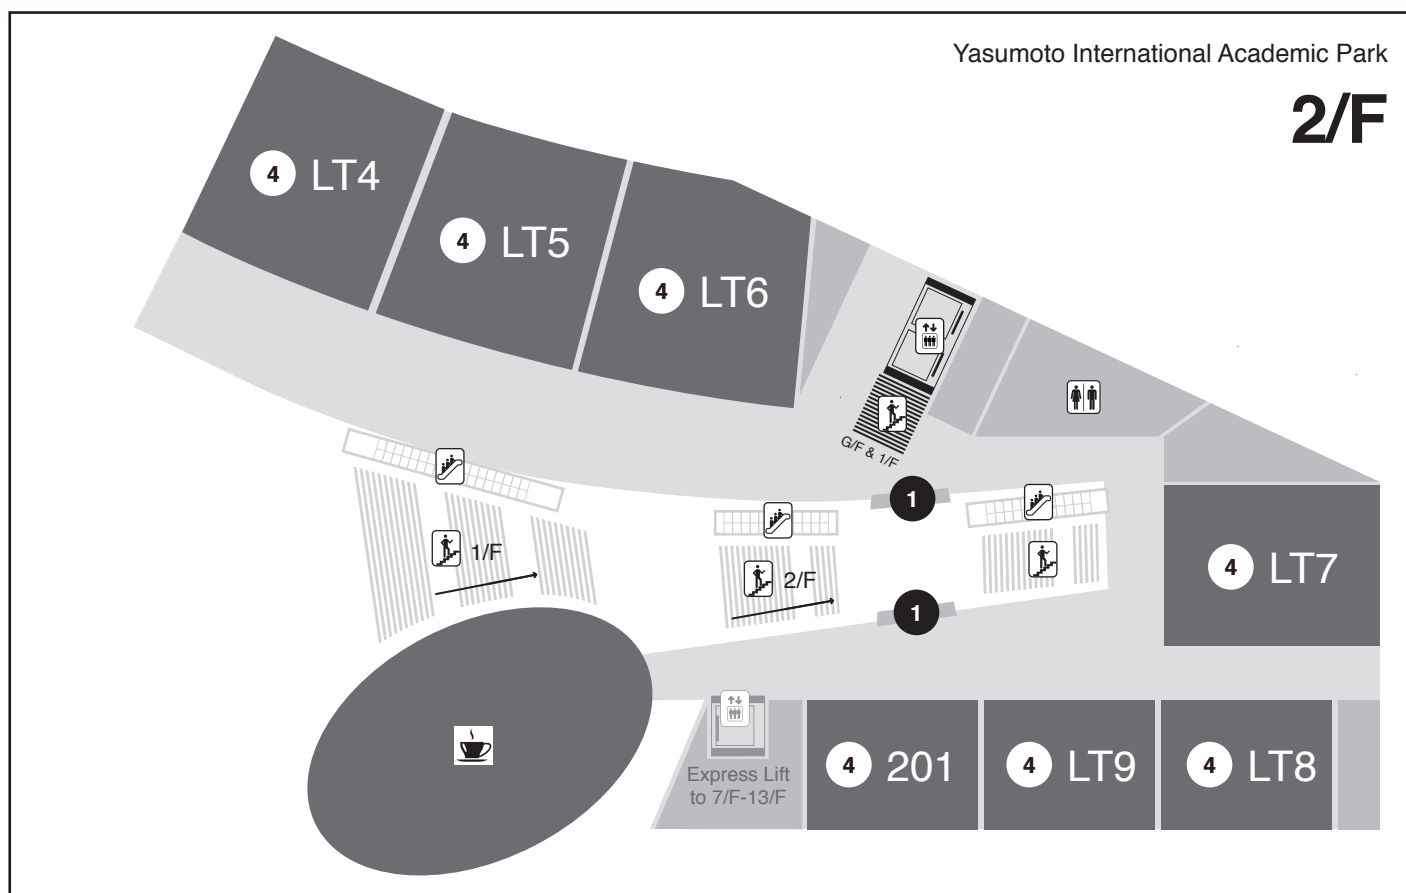 Yasumoto International Academic Park
2/F
4 LT4
4 LT5
4 LT6
G/F & 1/F
1
1/F
2/F
1
4 LT7
Express Lift
to 7/F-13/F
4 201
4 LT9
4 LT8